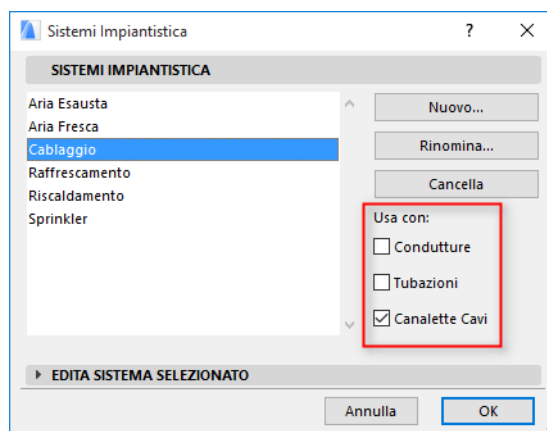 Sistemi Impiantistica
?
SISTEMI IMPIANTISTICA
Aria Esausta
Aria Fresca
Cablaggio
Raffrescamento
Riscaldamento
Sprinkler
Nuovo...
Rinomina...
Cancella
Usa con:
Condutture
Tubazioni
Canalette Cavi
EDITA SISTEMA SELEZIONATO
Annulla
OK